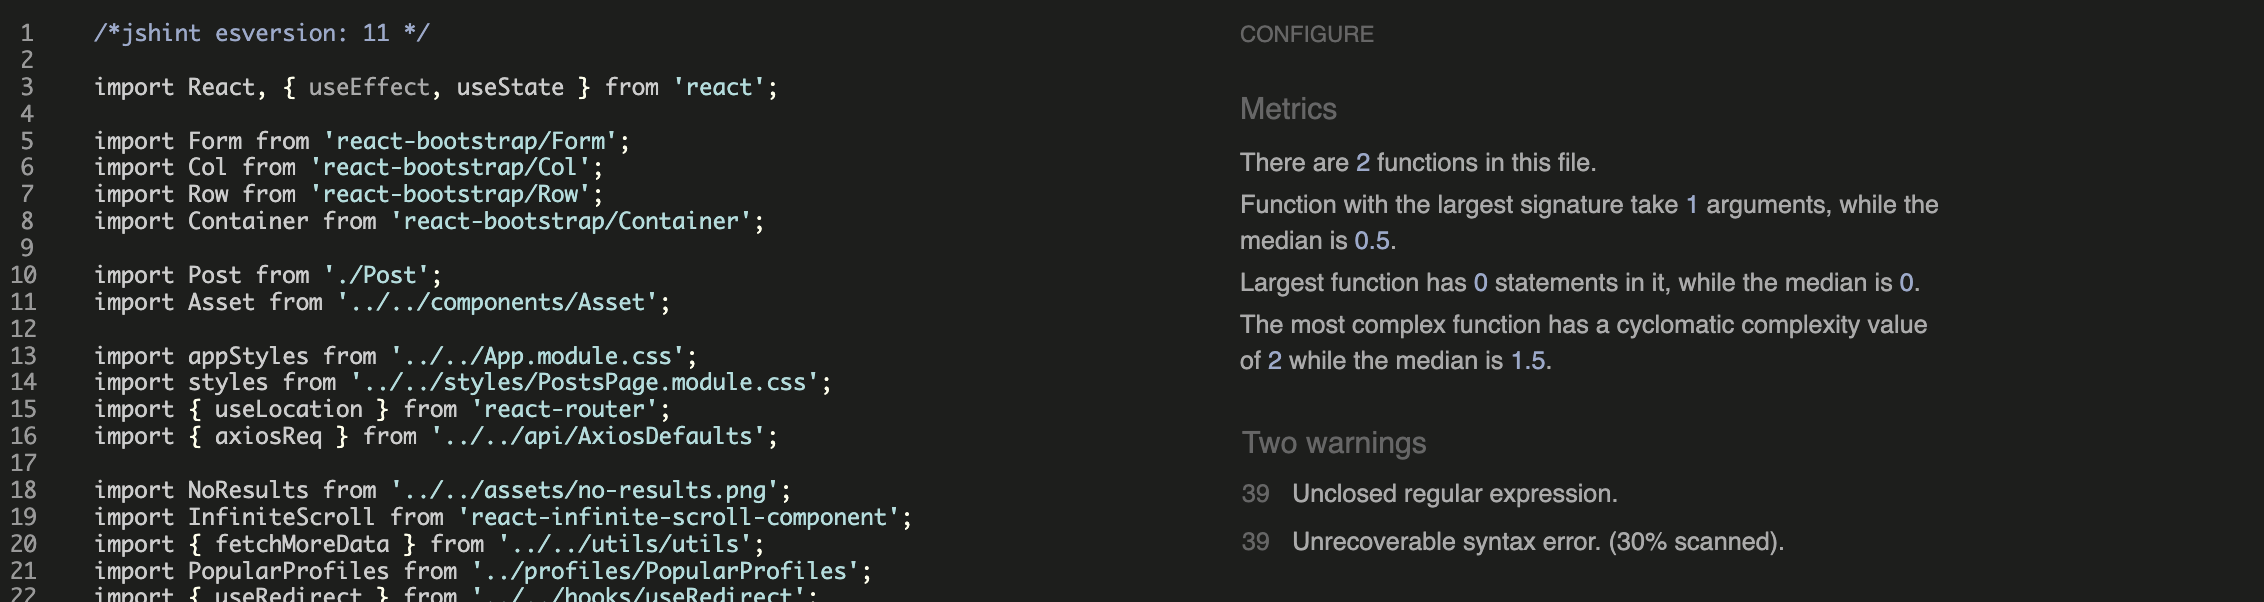 1 /*jshint esversion: 11 */
2
3 import React, { useEffect, useState } from 'react';
4
5 import Form from 'react-bootstrap/Form';
6 import Col from 'react-bootstrap/Col';
7 import Row from 'react-bootstrap/Row';
8 import Container from 'react-bootstrap/Container';
9
10 import Post from './Post';
11 import Asset from '../../components/Asset';
12
13 import appStyles from '../../App.module.css';
14 import styles from '../../styles/PostsPage.module.css';
15 import { useLocation } from 'react-router';
16 import { axiosReq } from '../../api/AxiosDefaults';
17
18 import NoResults from '../../assets/no-results.png';
19 import InfiniteScroll from 'react-infinite-scroll-component';
20 import { fetchMoreData } from '../../utils/utils';
21 import PopularProfiles from '../profiles/PopularProfiles';
22 import { useRedirect } from '../../hooks/useRedirect';
CONFIGURE
Metrics
There are 2 functions in this file.
Function with the largest signature take 1 arguments, while the
median is 0.5.
Largest function has 0 statements in it, while the median is 0.
The most complex function has a cyclomatic complexity value
of 2 while the median is 1.5.
Two warnings
39 Unclosed regular expression.
39 Unrecoverable syntax error. (30% scanned).